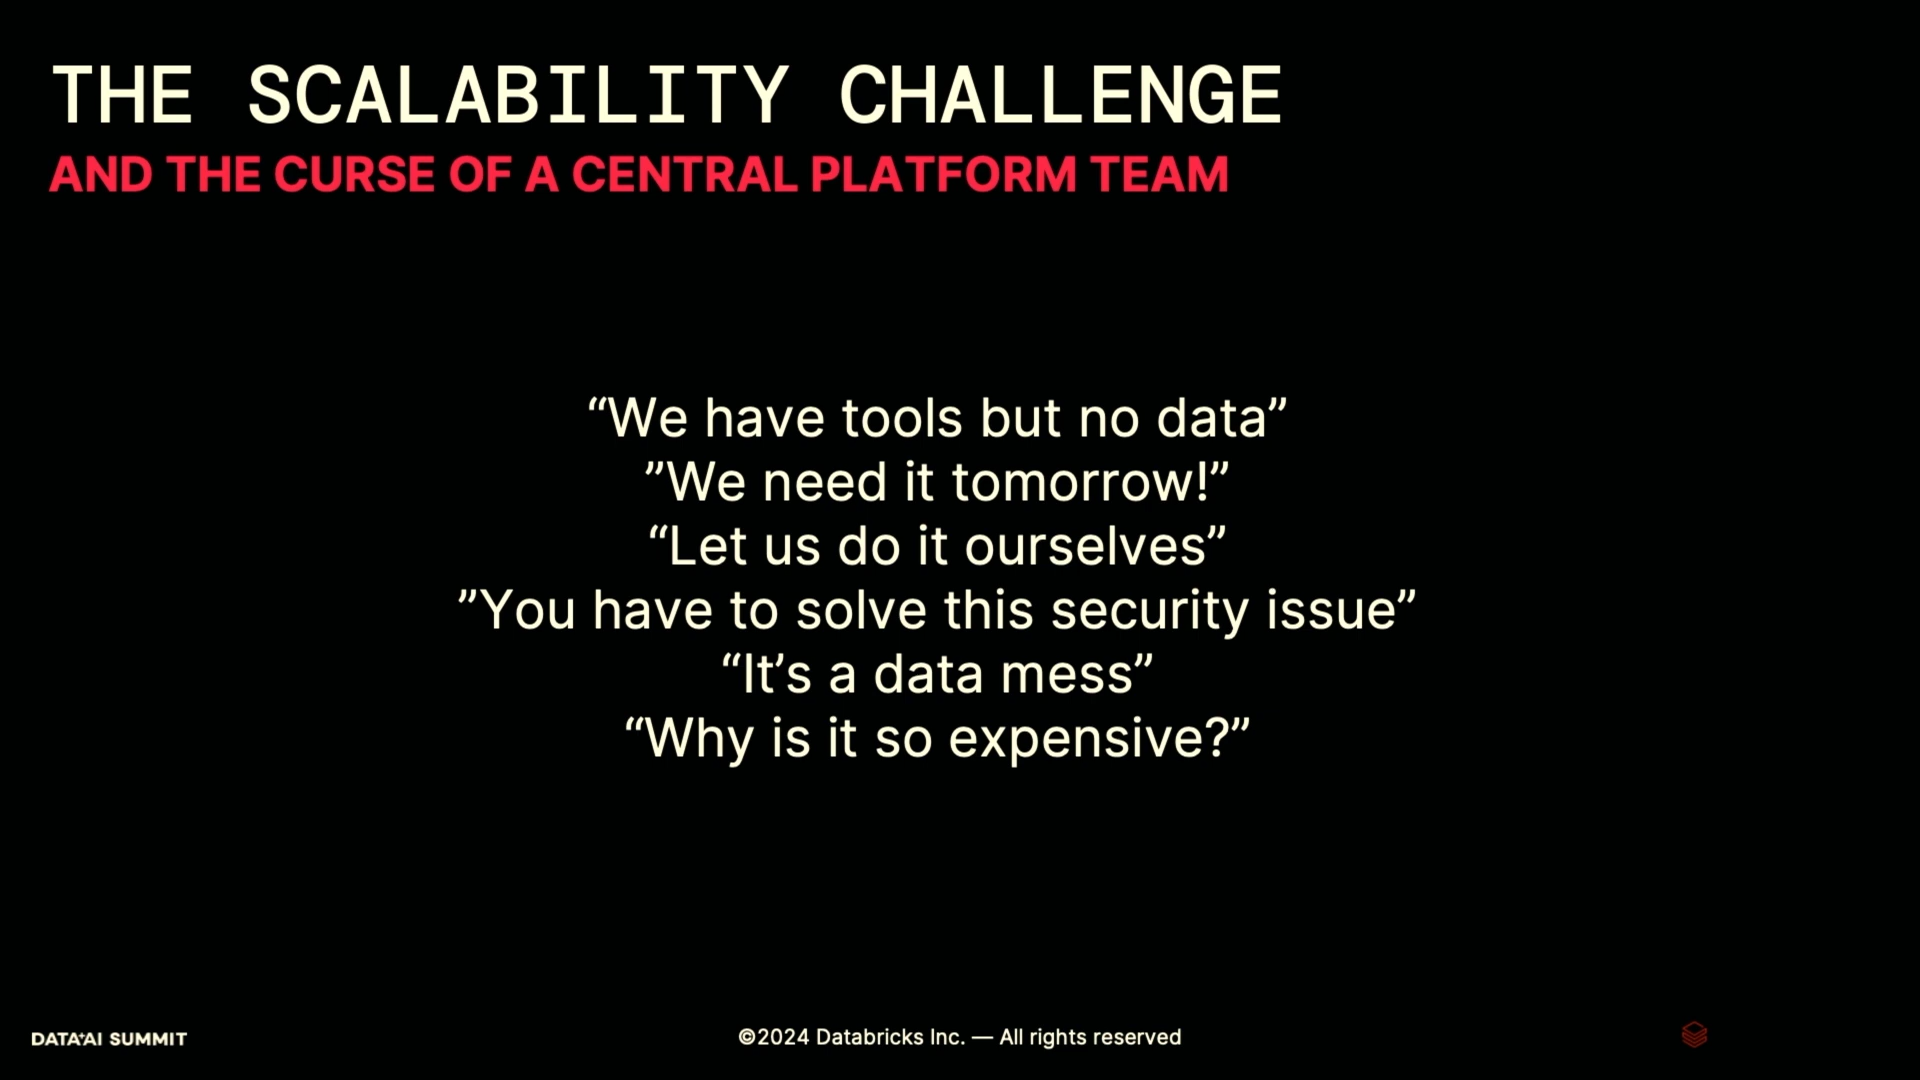 THE SCALABILITY CHALLENGE
AND THE CURSE OF A CENTRAL PLATFORM TEAM
“We have tools but no data”
”We need it tomorrow!”
“Let us do it ourselves”
”You have to solve this security issue”
“It’s a data mess”
“Why is it so expensive?”
DATA+AI SUMMIT
©2024 Databricks Inc. — All rights reserved